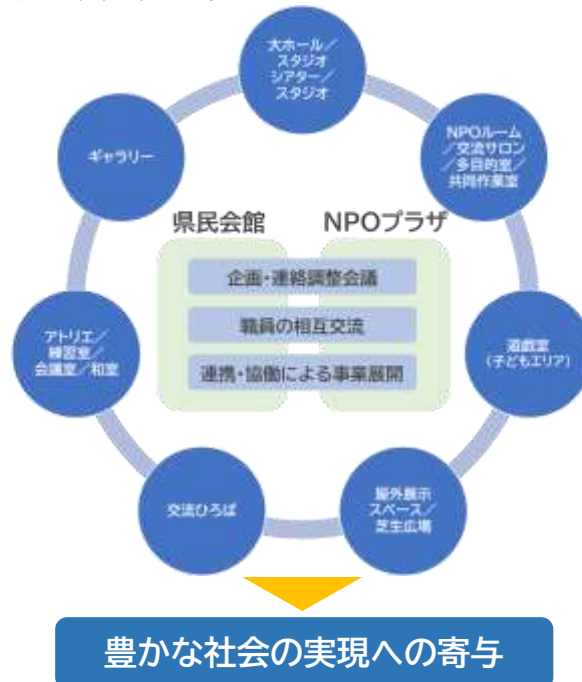 大ホール／
スタジオ
シアター／
スタジオ
NPOルーム
／交流サロン
／多目的室／
共同作業室
ギャラリー
県民会館
NPOプラザ
企画・連絡調整会議
職員の相互交流
連携・協働による事業展開
アトリエ／
練習室／
会議室／和室
遊戯室
（子どもエリア）
交流ひろば
屋外展示
スペース／
芝生広場
豊かな社会の実現への寄与